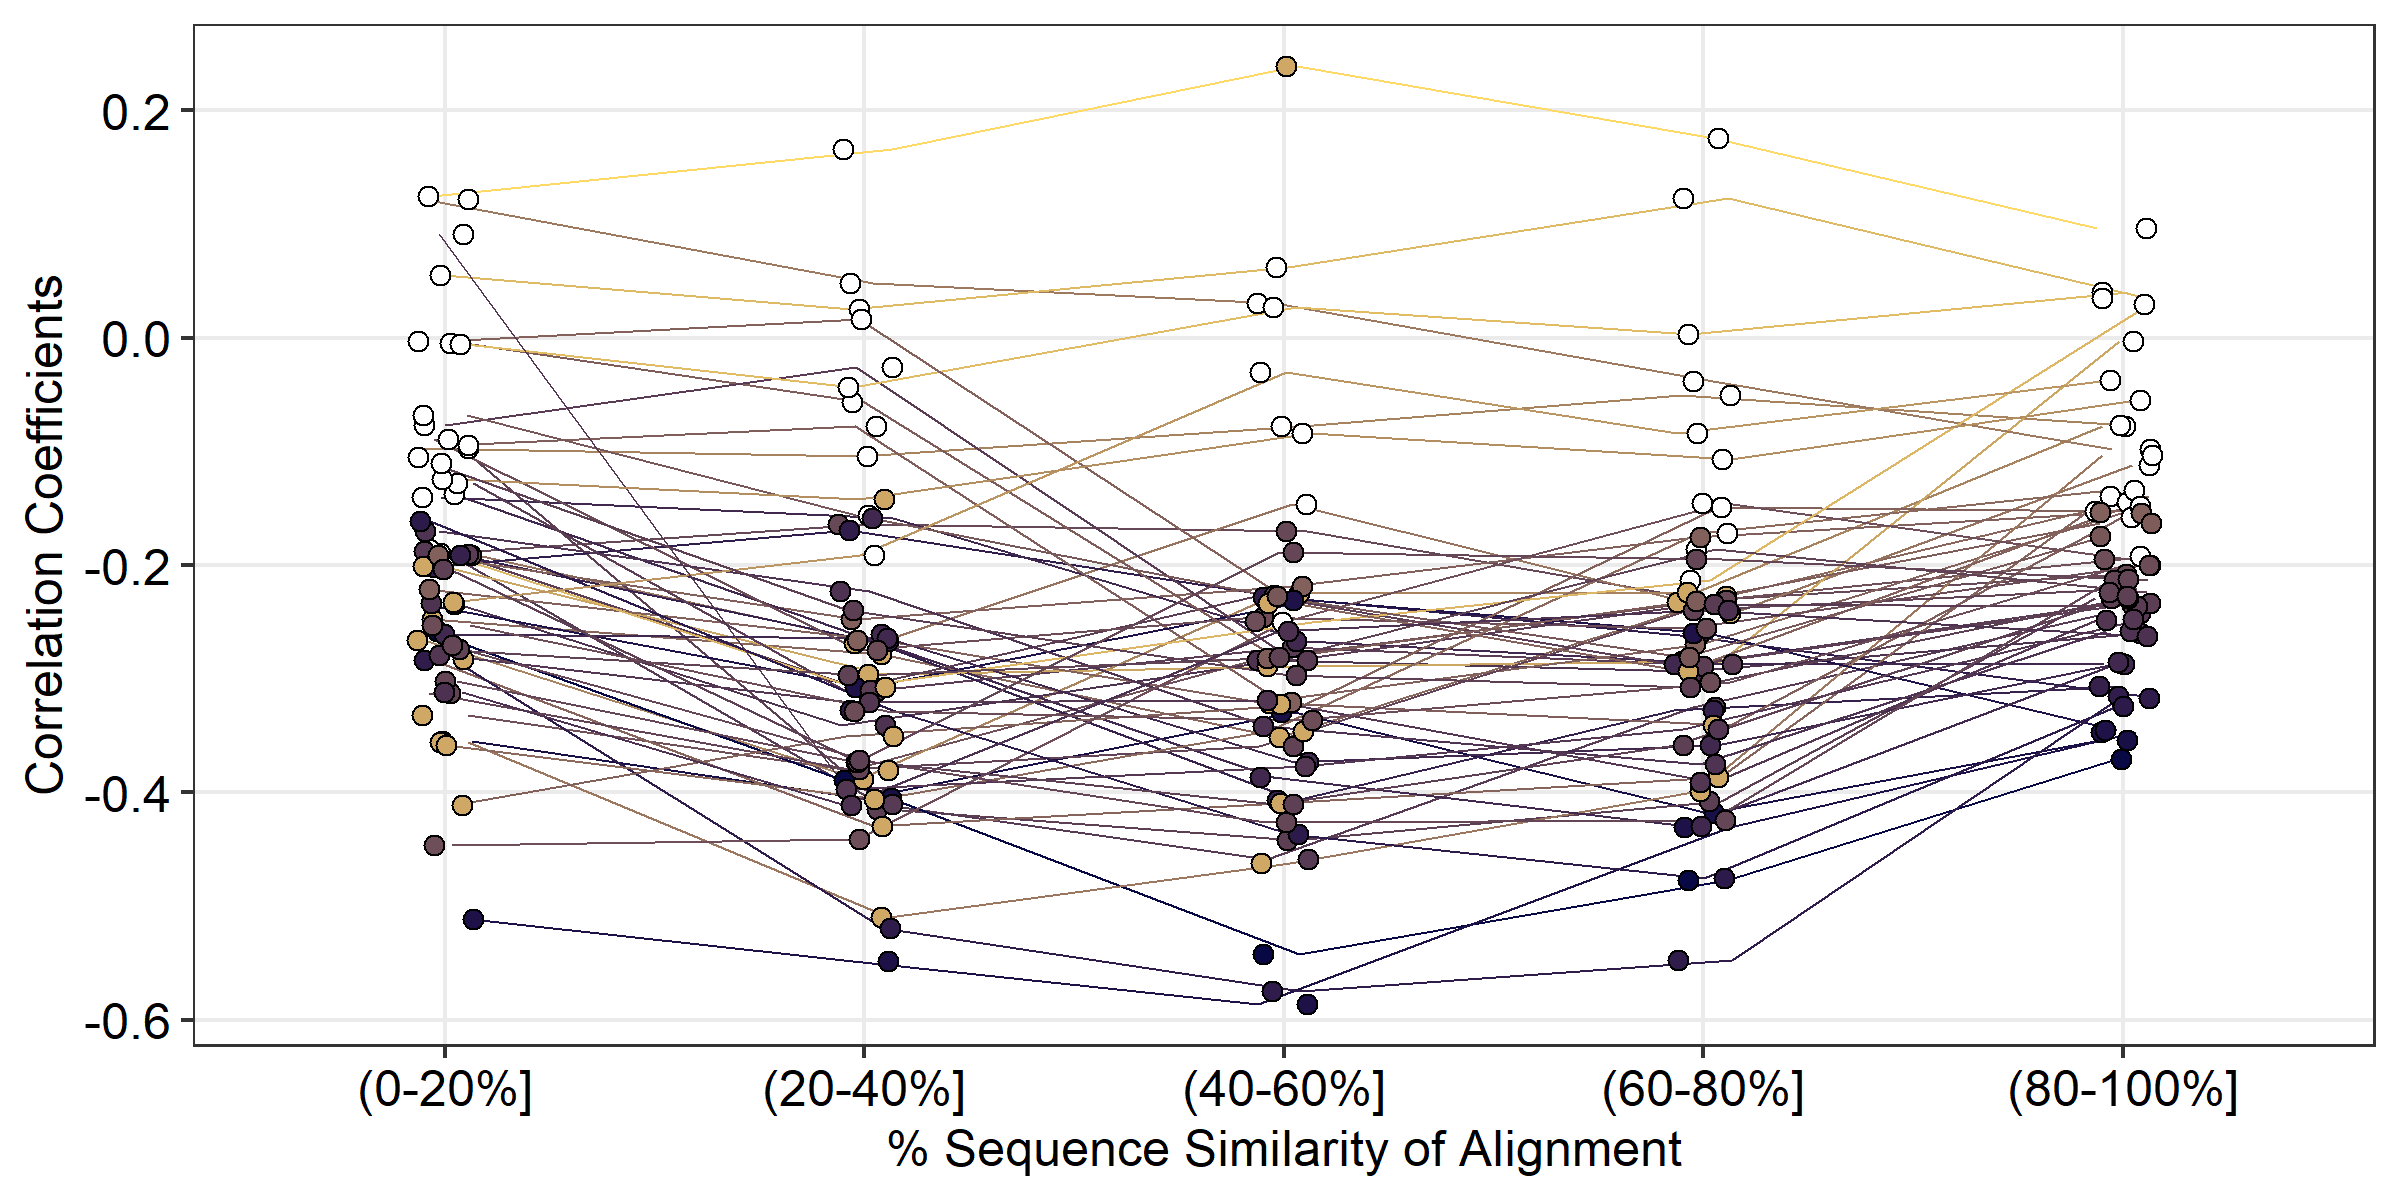 Correlation Coefficients
0.2
0.0
-0.2
-0.4
-0.6
(0-20%] (20-40%] (40-60%] (60-80%] (80-100%]
% Sequence Similarity of Alignment